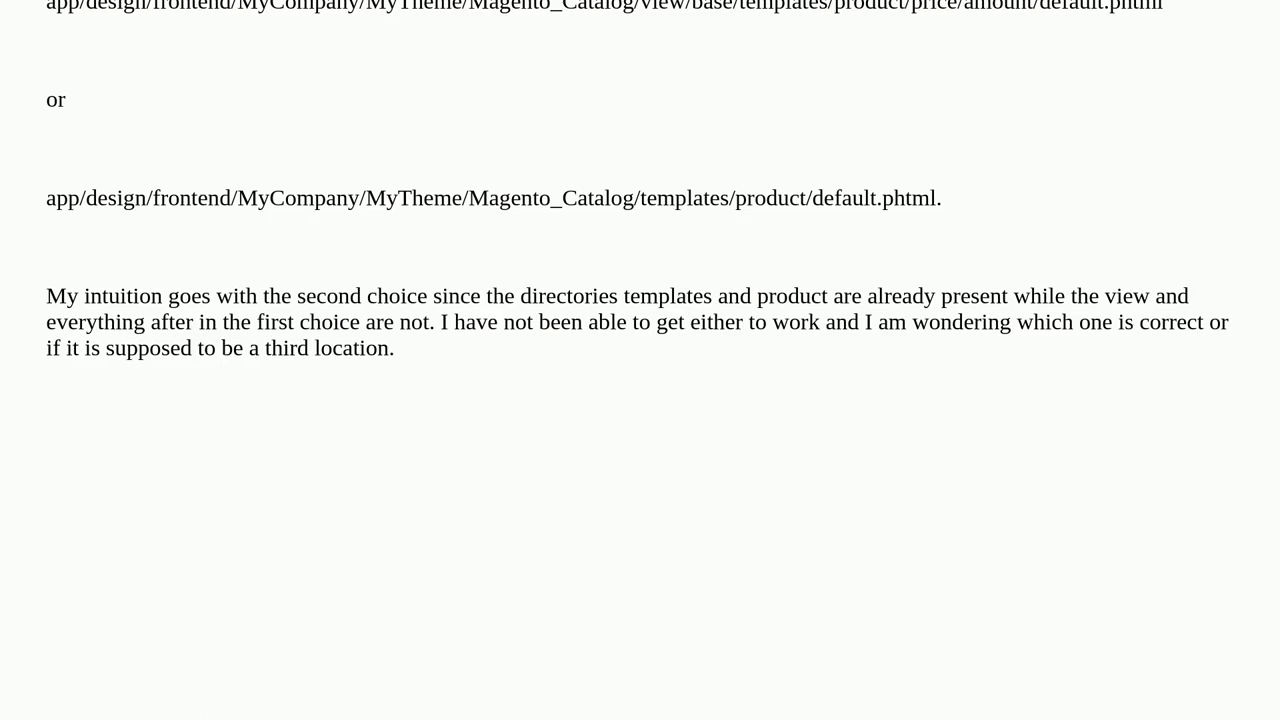 app/design/frontend/MyCompany/MyTheme/Magento_Catalog/view/base/templates/product/price/amount/default.phtml
or
app/design/frontend/MyCompany/MyTheme/Magento_Catalog/templates/product/default.phtml.
My intuition goes with the second choice since the directories templates and product are already present while the view and
everything after in the first choice are not. I have not been able to get either to work and I am wondering which one is correct or
if it is supposed to be a third location.